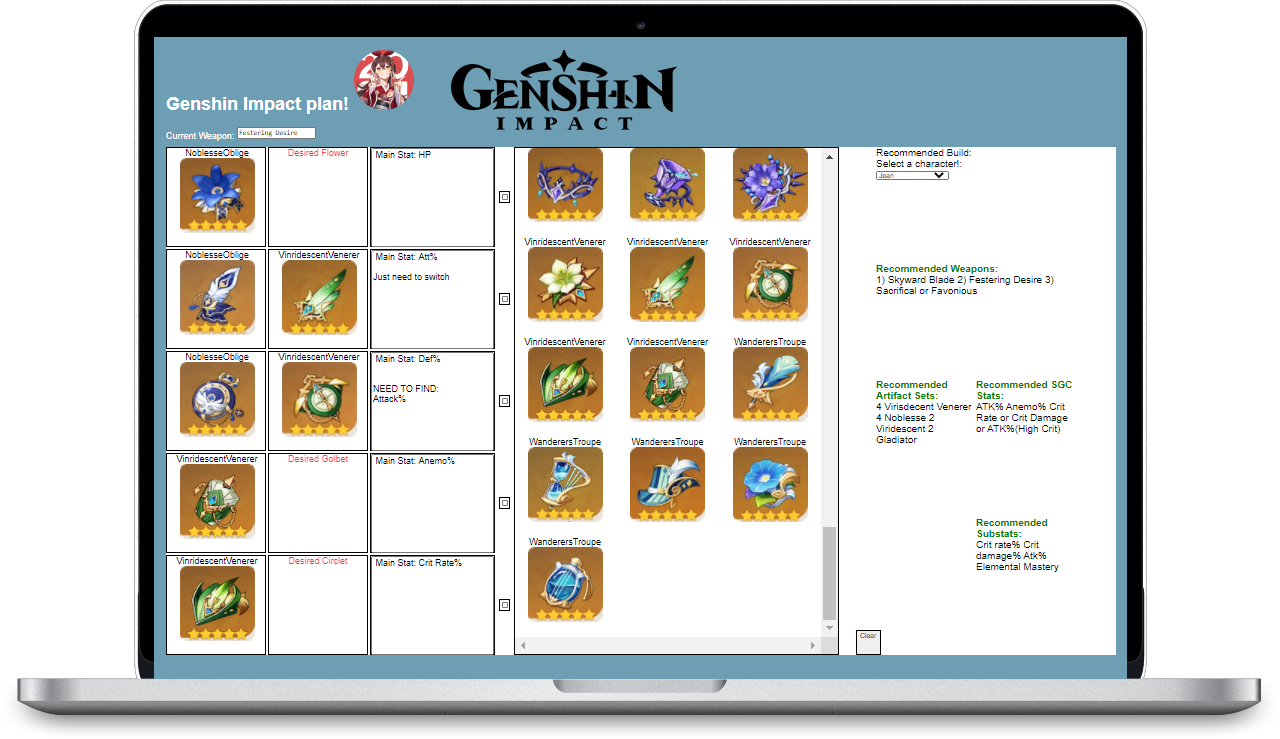 Genshin Impact plan!
GENSHIN
IMPACT
Current Weapon: Festering Desire
NoblesseOblige
Desired Flower
Main Stat: HP
NoblesseOblige
VinridescentVenerer
Main Stat: Att%
Just need to switch
NoblesseOblige
VinridescentVenerer
Main Stat: Def%
NEED TO FIND:
Attack%
VinridescentVenerer
Desired Golbet
Main Stat: Anemo%
VinridescentVenerer
Desired Circlet
Main Stat: Crit Rate%
VinridescentVenerer
VinridescentVenerer
VinridescentVenerer
VinridescentVenerer
VinridescentVenerer
WanderersTroupe
WanderersTroupe
WanderersTroupe
WanderersTroupe
WanderersTroupe
Recommended Build:
Select a character!:
Jean
Recommended Weapons:
1) Skyward Blade 2) Festering Desire 3)
Sacrifical or Favonious
Recommended
Artifact Sets:
4 Virisdecent Venerer
4 Noblesse 2
Viridescent 2
Gladiator
Recommended SGC
Stats:
ATK% Anemo% Crit
Rate or Crit Damage
or ATK%(High Crit)
Recommended
Substats:
Crit rate% Crit
damage% Atk%
Elemental Mastery
Clear